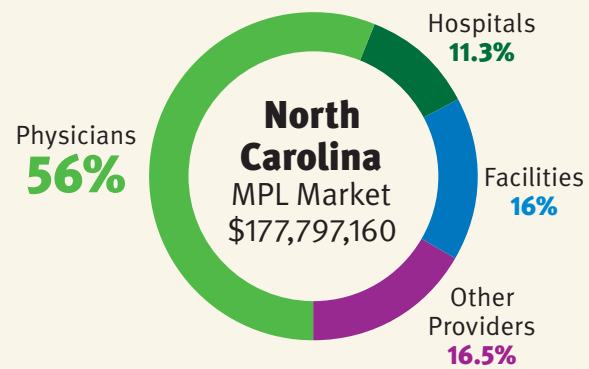 Hospitals
11.3%
Physicians
56%
North
Carolina
MPL Market
$177,797,160
Facilities
16%
Other
Providers
16.5%